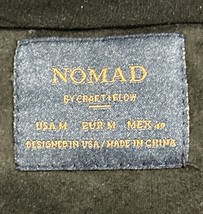 NOMAD
BY CRAFT + FLOW
USA M EUR M MEX 40
DESIGNED IN USA / MADE IN CHINA